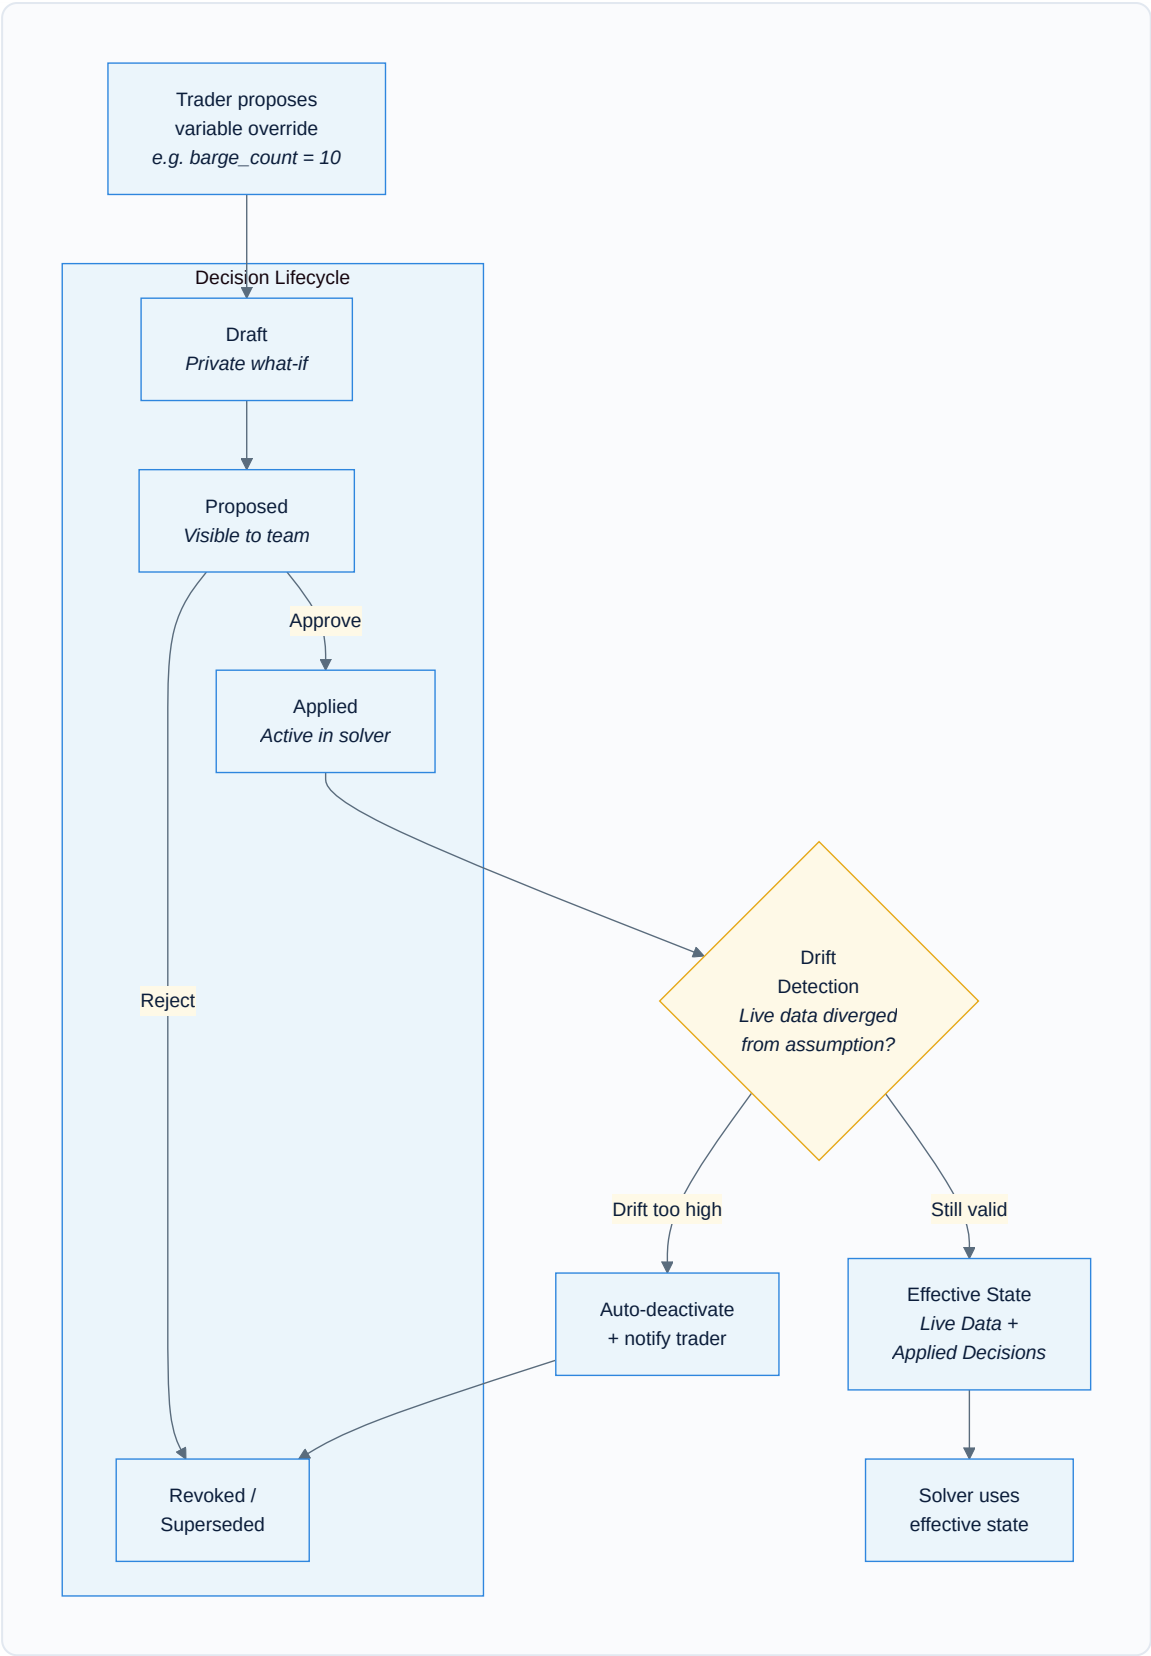 Trader proposes
variable override
e.g. barge_count = 10
Decision Lifecycle
Draft
Private what-if
Proposed
Visible to team
Approve
Applied
Active in solver
Reject
Drift
Detection
Live data diverged
from assumption?
Drift too high
Still valid
Auto-deactivate
+ notify trader
Effective State
Live Data +
Applied Decisions
Revoked /
Superseded
Solver uses
effective state